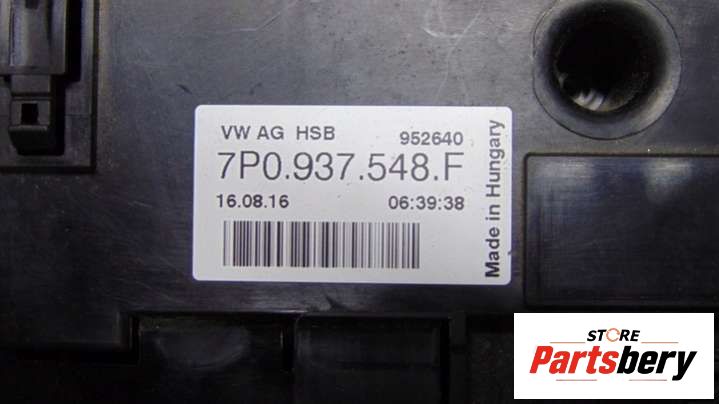 VW AG HSB 952640
7P0.937.548.F
16.08.16 06:39:38
Made in Hungary
STORE
Partsbery